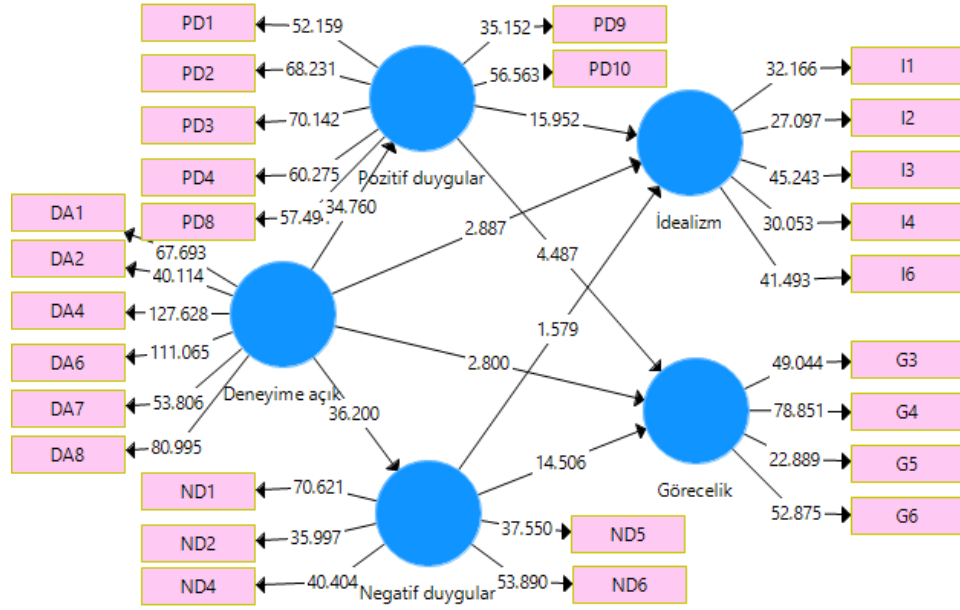 PD1
52.159
35.152
PD9
PD2
68.231
56.563
PD10
32.166
I1
PD3
70.142
15.952
27.097
I2
PD4
60.275
Pozitif duygular
45.243
I3
PD8
57.49
34.760
2.887
İdealizm
30.053
I4
DA1
67.693
4.487
41.493
I6
DA2
40.114
DA4
127.628
1.579
DA6
111.065
2.800
49.044
G3
DA7
53.806
Deneyime açık
36.200
78.851
G4
DA8
80.995
14.506
22.889
G5
ND1
70.621
Görecelik
52.875
G6
ND2
35.997
37.550
ND5
ND4
40.404
Negatif duygular
53.890
ND6